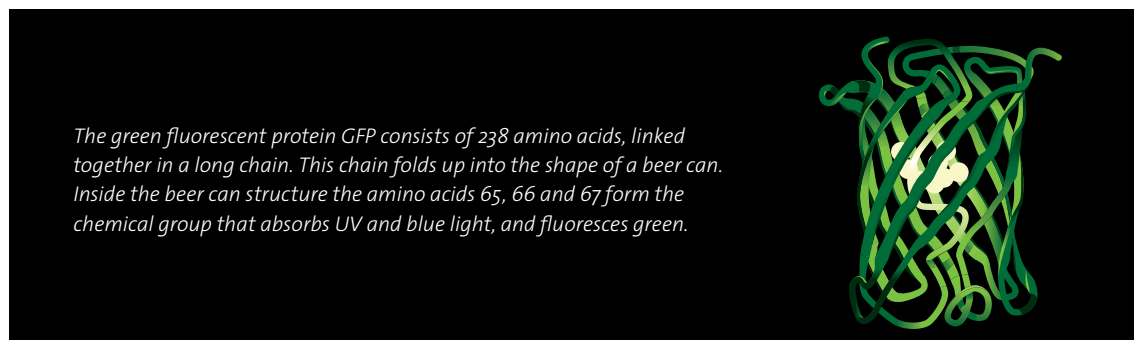 The green fluorescent protein GFP consists of 238 amino acids, linked
together in a long chain. This chain folds up into the shape of a beer can.
Inside the beer can structure the amino acids 65, 66 and 67 form the
chemical group that absorbs UV and blue light, and fluoresces green.